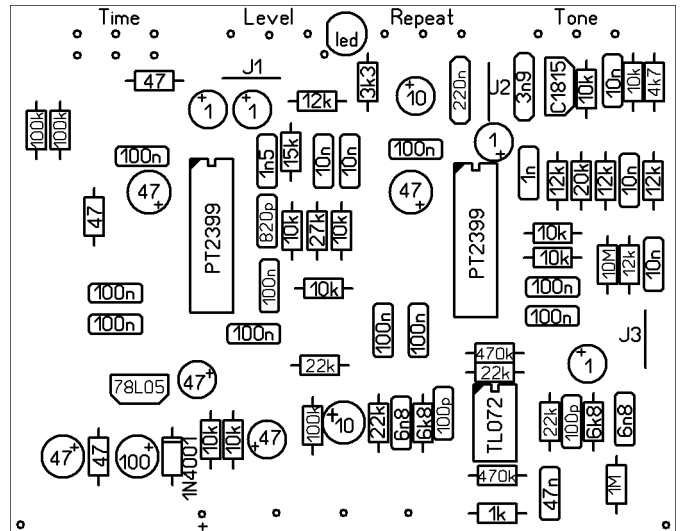 Time Level Repeat Tone
led
J1
J2
J3
47
+1
+1
12k
3k3
+10
220n
3n9
C1815
10k
10n
10k
4k7
100k
100k
100n
1n5
15k
10n
10n
100n
1+
1n
12k
20k
12k
10n
12k
47+
47
PT2399
820p
10k
27k
10k
47+
PT2399
10k
10k
10M
12k
10n
100n
100n
100n
10k
100n
100n
100n
100n
100n
100n
22k
470k
22k
+1
78L05
47+
100k
+10
22k
6n8
6k8
100p
TL072
22k
100p
6k8
6n8
47+
47
100+
1N4001
10k
10k
+47
470k
47n
1M
1k
+